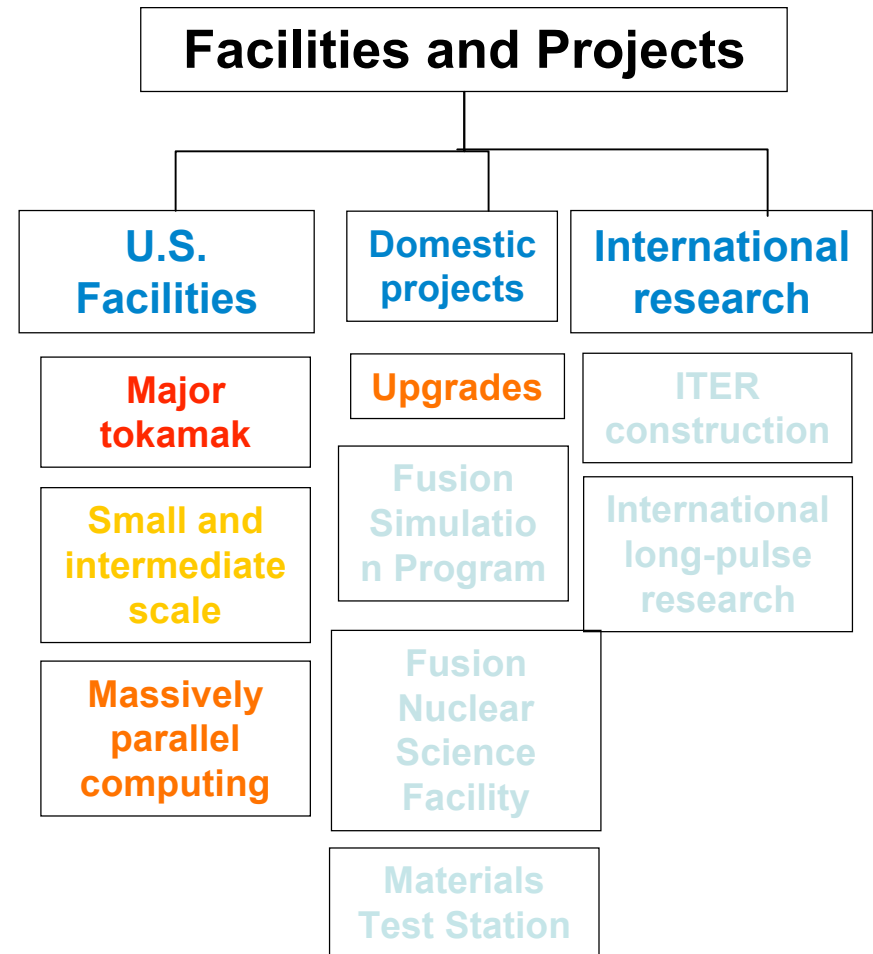 Facilities and Projects
U.S.
Facilities
Domestic
projects
International
research
Major
tokamak
Small and
intermediate
scale
Massively
parallel
computing
Upgrades
Fusion
Simulatio
n Program
Fusion
Nuclear
Science
Facility
Materials
Test Station
ITER
construction
International
long-pulse
research